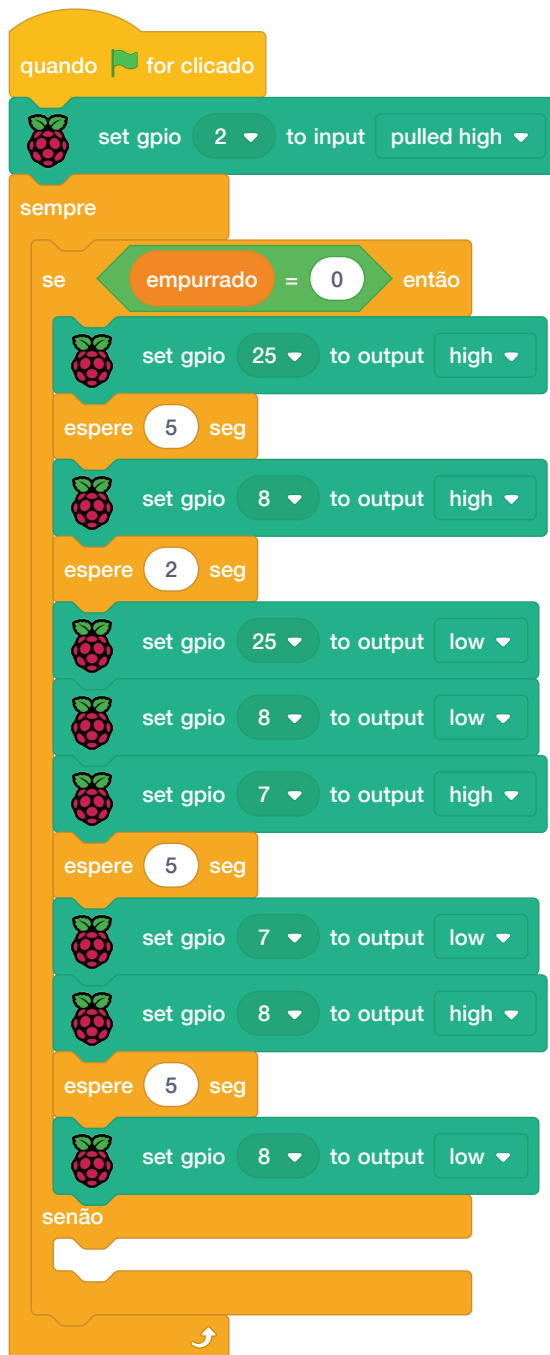 quando for clicado
set gpio 2 to input pulled high
sempre
se empurrado = 0 então
set gpio 25 to output high
espere 5 seg
set gpio 8 to output high
espere 2 seg
set gpio 25 to output low
set gpio 8 to output low
set gpio 7 to output high
espere 5 seg
set gpio 7 to output low
set gpio 8 to output high
espere 5 seg
set gpio 8 to output low
senão